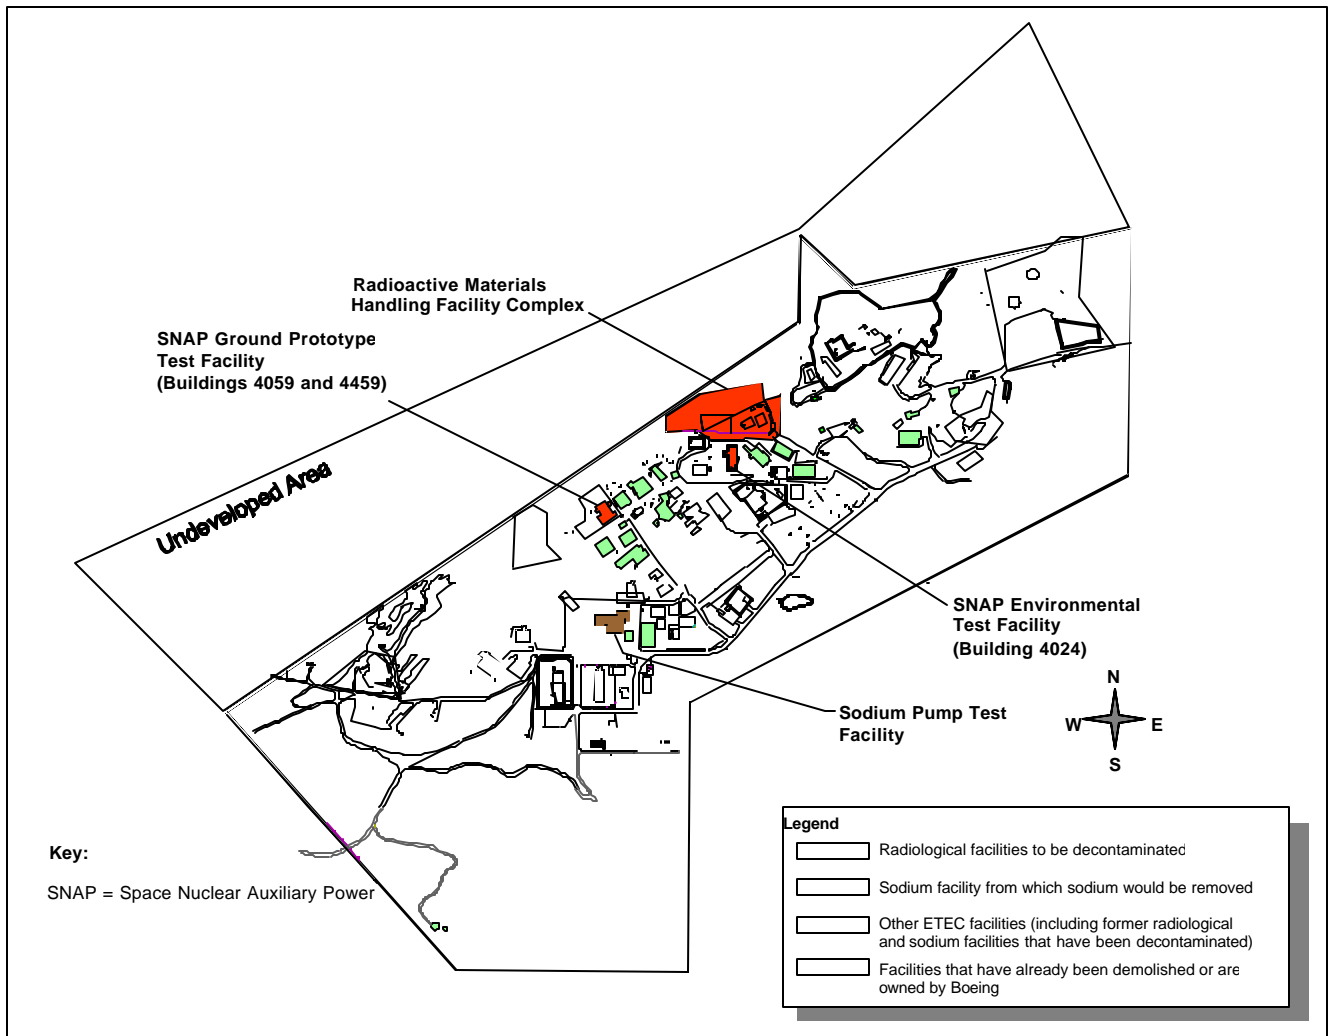 Radioactive Materials
Handling Facility Complex
SNAP Ground Prototype
Test Facility
(Buildings 4059 and 4459)
Undeveloped Area
SNAP Environmental
Test Facility
(Building 4024)
N
W E
S
Sodium Pump Test
Facility
Key:
SNAP = Space Nuclear Auxiliary Power
Legend
Radiological facilities to be decontaminated
Sodium facility from which sodium would be removed
Other ETEC facilities (including former radiological
and sodium facilities that have been decontaminated)
Facilities that have already been demolished or are
owned by Boeing